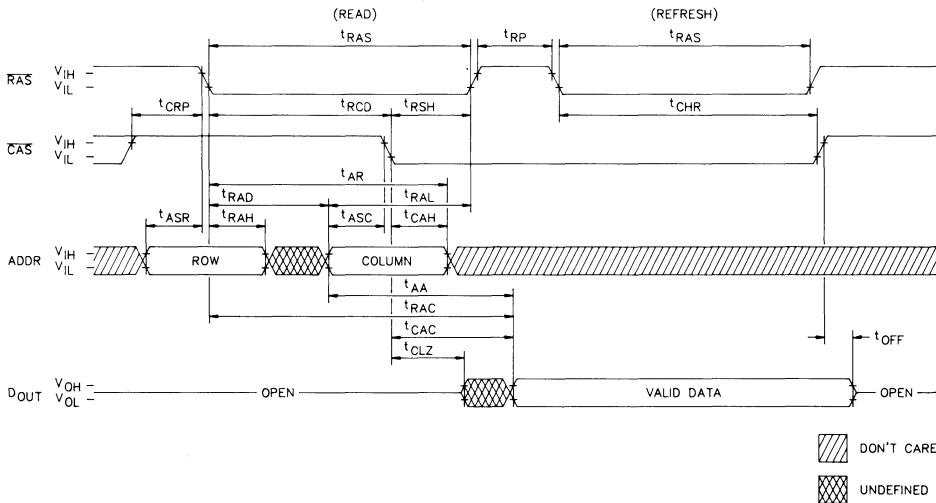 (READ) (REFRESH)
tRAS tRP tRAS
RAS VIH
VIL
tCRP tRCD tRSH tCHR
CAS VIH
VIL
tAR
tRAD tRAL
tASR tRAH tASC tCAH
ADDR VIH
VIL
ROW COLUMN
tAA
tRAC
tCAC
tCLZ tOFF
DOUT VOH
VOL
OPEN VALID DATA OPEN
DON'T CARE
UNDEFINED